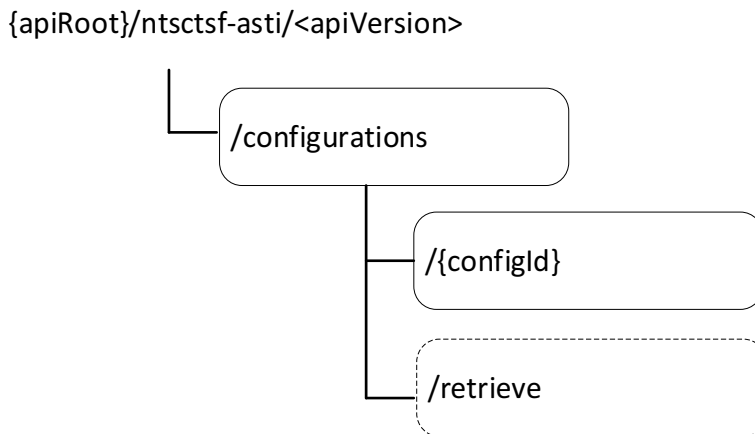 {apiRoot}/ntsctsf-asti/<apiVersion>
/configurations
/{configId}
/retrieve